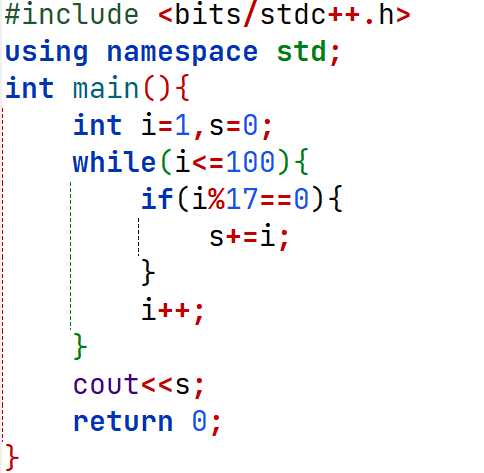 #include <bits/stdc++.h>
using namespace std;
int main(){
    int i=1,s=0;
    while(i<=100){
        if(i%17==0){
            s+=i;
        }
        i++;
    }
    cout<<s;
    return 0;
}